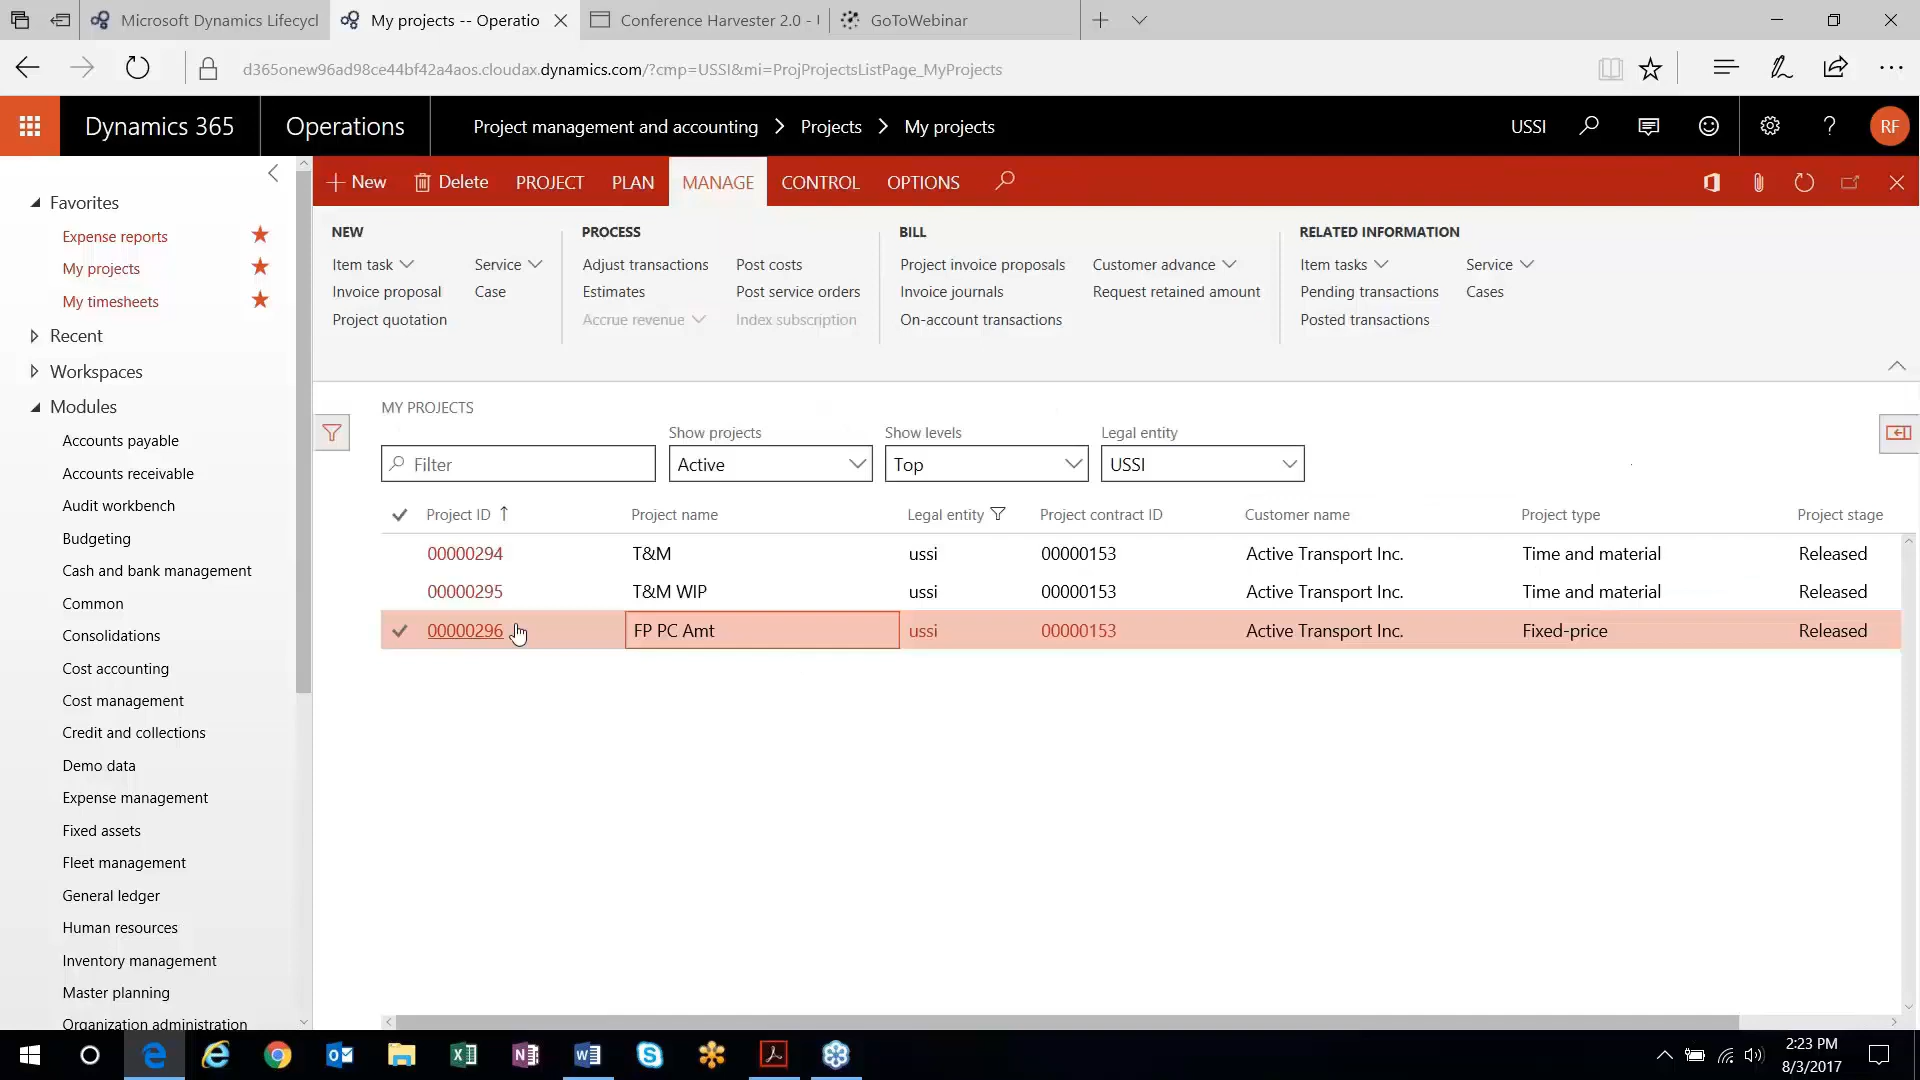 Microsoft Dynamics Lifecycl
My projects -- Operatio
Conference Harvester 2.0 -
GoToWebinar
d365onew96ad98ce44bf42a4aos.cloudax.dynamics.com/?cmp=USSI&mi=ProjProjectsListPage_MyProjects
Dynamics 365
Operations
Project management and accounting > Projects > My projects
USSI
?
RF
+ New
Delete
PROJECT
PLAN
MANAGE
CONTROL
OPTIONS
NEW
Item task
Invoice proposal
Project quotation
Service
Case
PROCESS
Adjust transactions
Estimates
Accrue revenue
Post costs
Post service orders
Index subscription
BILL
Project invoice proposals
Invoice journals
On-account transactions
Customer advance
Request retained amount
RELATED INFORMATION
Item tasks
Pending transactions
Posted transactions
Service
Cases
Favorites
Expense reports
My projects
My timesheets
Recent
Workspaces
Modules
Accounts payable
Accounts receivable
Audit workbench
Budgeting
Cash and bank management
Common
Consolidations
Cost accounting
Cost management
Credit and collections
Demo data
Expense management
Fixed assets
Fleet management
General ledger
Human resources
Inventory management
Master planning
Organization administration
MY PROJECTS
Filter
Show projects
Active
Show levels
Top
Legal entity
USSI
Project ID Project name Legal entity Project contract ID Customer name Project type Project stage
00000294 T&M ussi 00000153 Active Transport Inc. Time and material Released
00000295 T&M WIP ussi 00000153 Active Transport Inc. Time and material Released
00000296 FP PC Amt ussi 00000153 Active Transport Inc. Fixed-price Released
2:23 PM
8/3/2017